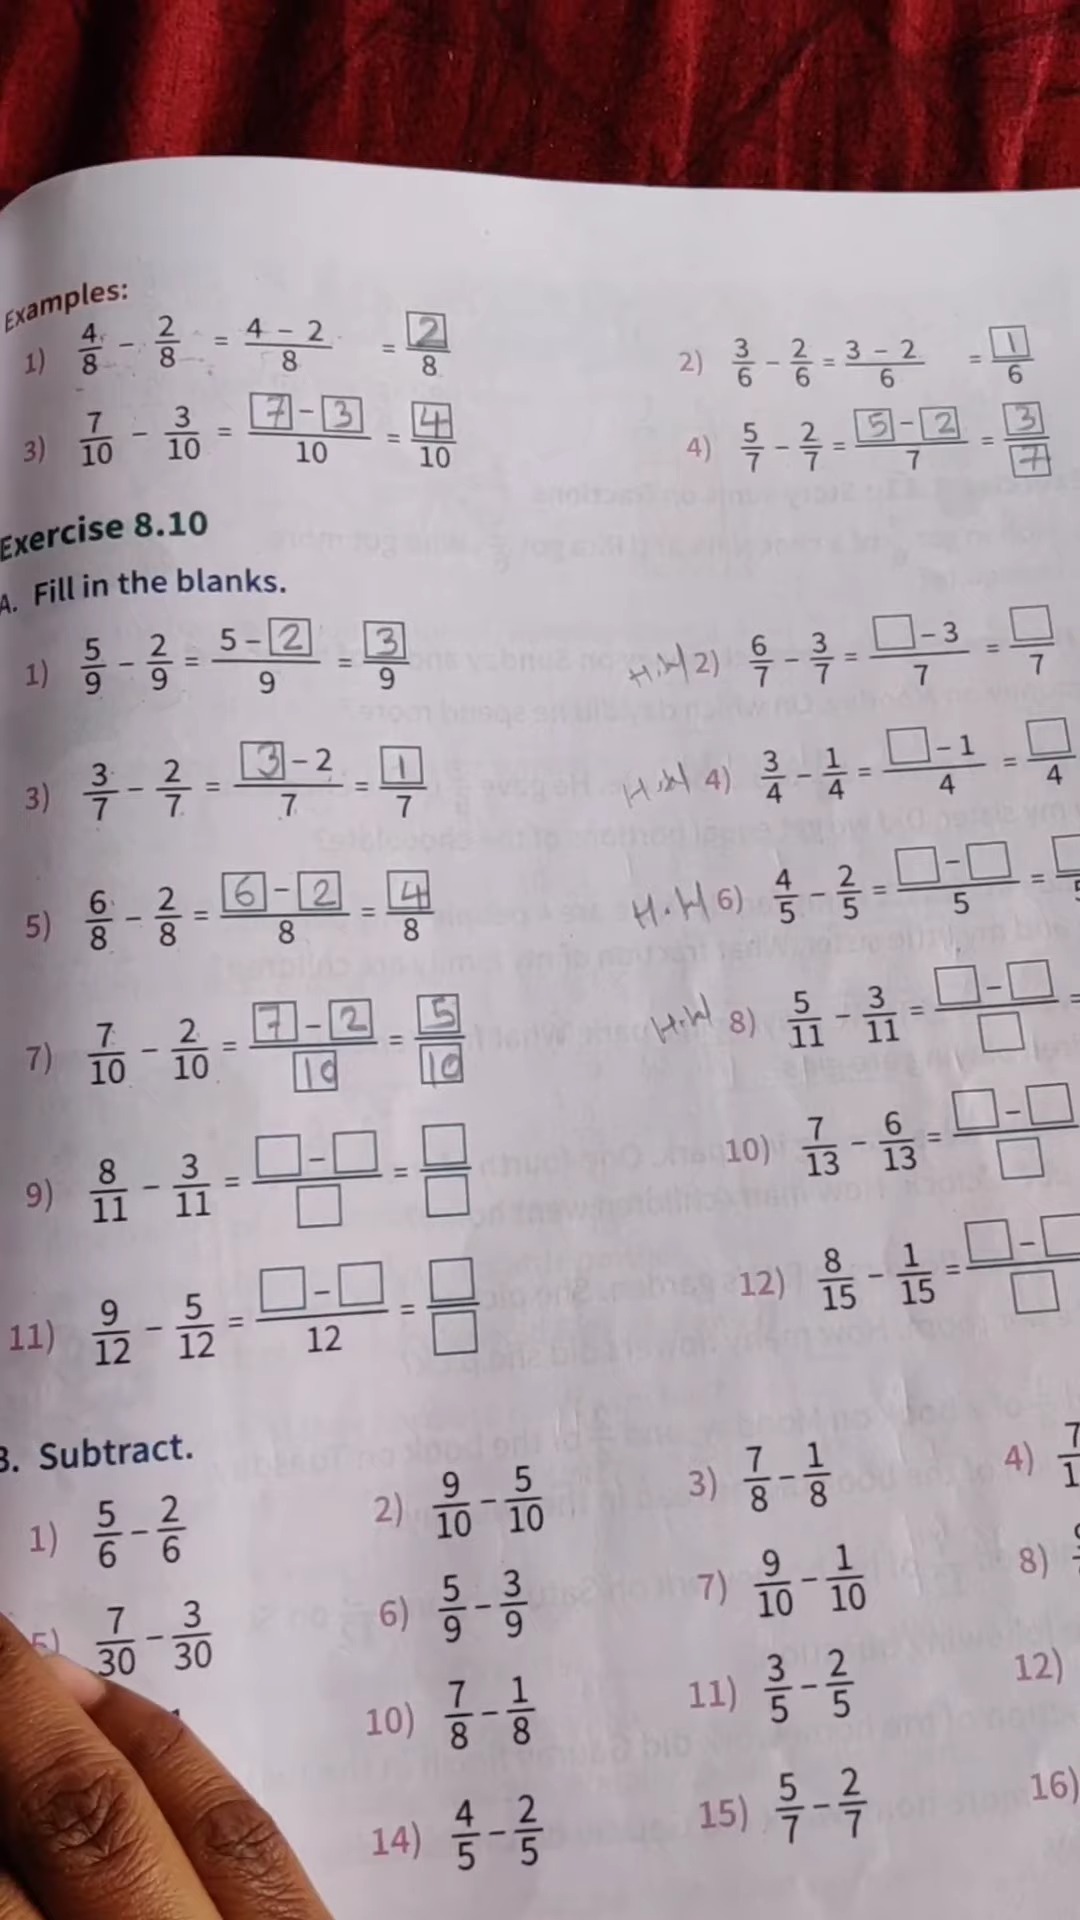 Examples:
1) 4/8 - 2/8 = 4 - 2/8 = 2/8
2) 3/6 - 2/6 = 3 - 2/6 = 1/6
3) 7/10 - 3/10 = 7 - 3/10 = 4/10
4) 5/7 - 2/7 = 5 - 2/7 = 3/7
Exercise 8.10
A. Fill in the blanks.
1) 5/9 - 2/9 = 5 - 2/9 = 3/9
H.W 2) 6/7 - 3/7 = □ - 3/7 = □/7
3) 3/7 - 2/7 = 3 - 2/7 = 1/7
H.W 4) 3/4 - 1/4 = □ - 1/4 = □/4
5) 6/8 - 2/8 = 6 - 2/8 = 4/8
H.W 6) 4/5 - 2/5 = □ - □/5 = □/5
7) 7/10 - 2/10 = 7 - 2/10 = 5/10
H.W 8) 5/11 - 3/11 = □ - □/□ =
9) 8/11 - 3/11 = □ - □/□ = □/□
10) 7/13 - 6/13 = □ - □/□
11) 9/12 - 5/12 = □ - □/12 = □/□
12) 8/15 - 1/15 = □ - □/□
B. Subtract.
1) 5/6 - 2/6
2) 9/10 - 5/10
3) 7/8 - 1/8
4)
5) 7/30 - 3/30
6) 5/9 - 3/9
7) 9/10 - 1/10
8)
10) 7/8 - 1/8
11) 3/5 - 2/5
12)
14) 4/5 - 2/5
15) 5/7 - 2/7
16)